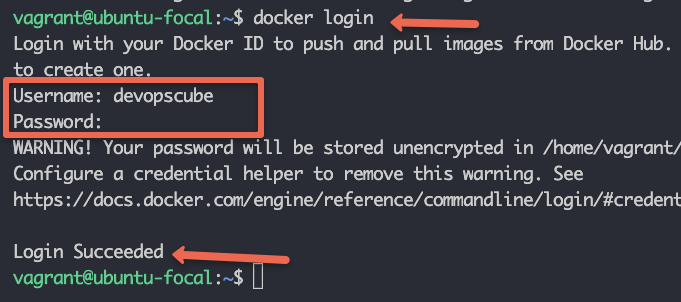 vagrant@ubuntu-focal:~$ docker login
Login with your Docker ID to push and pull images from Docker Hub.
to create one.
Username: devopscube
Password:
WARNING! Your password will be stored unencrypted in /home/vagrant/
Configure a credential helper to remove this warning. See
https://docs.docker.com/engine/reference/commandline/login/#credent
Login Succeeded
vagrant@ubuntu-focal:~$